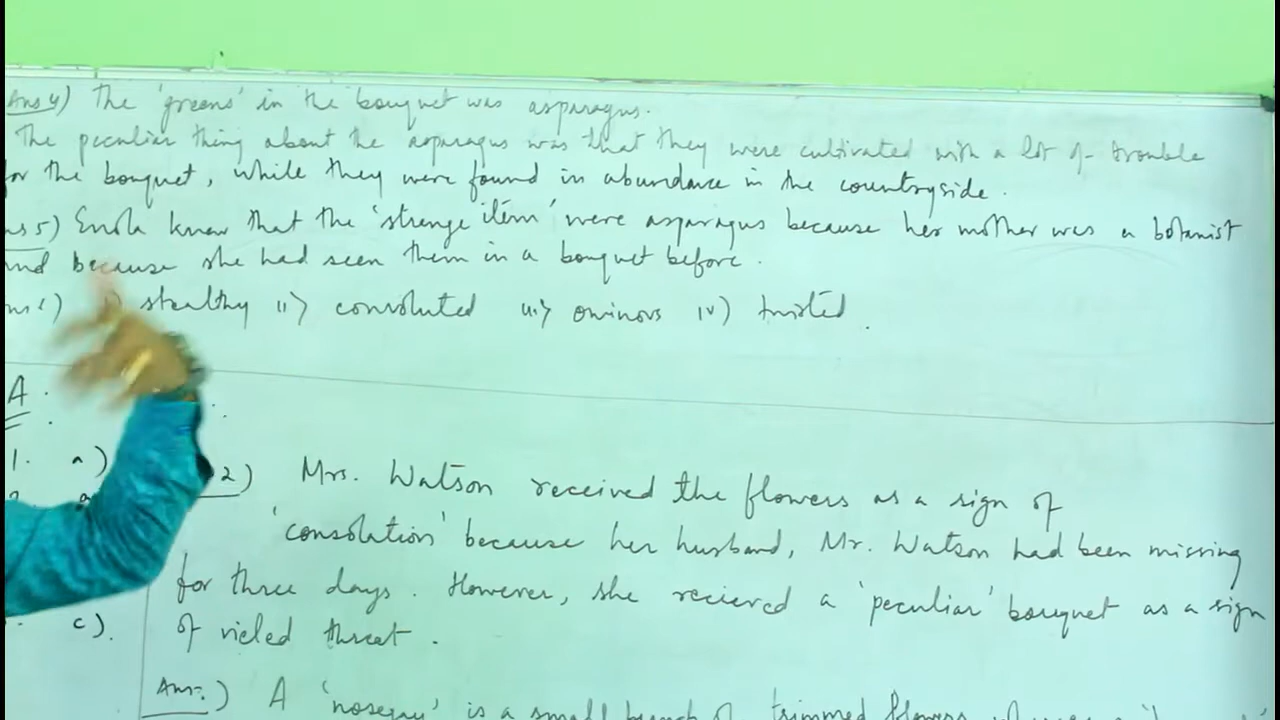 Ans 4) The 'greens' in the bouquet was asparagus.
The peculiar thing about the asparagus was that they were cultivated with a lot of trouble
for the bouquet, while they were found in abundance in the countryside.
Ans 5) Enola knew that the 'strange item' were asparagus because her mother was a botanist
and because she had seen them in a bouquet before.
i) stealthy ii) convoluted iii) ominous iv) twisted.
A.
1. a)
2) Mrs. Watson received the flowers as a sign of
'consolation' because her husband, Mr. Watson had been missing
for three days. However, she recieved a 'peculiar' bouquet as a sign
of vieled threat.
c).
Ans:) A 'nosegay' is a small bunch of trimmed flowers